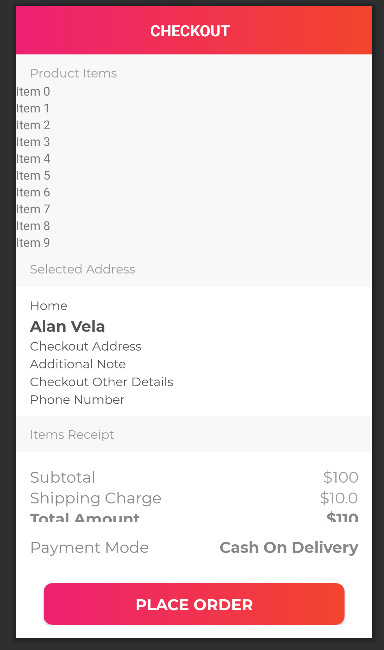 CHECKOUT
Product Items
Item 0
Item 1
Item 2
Item 3
Item 4
Item 5
Item 6
Item 7
Item 8
Item 9
Selected Address
Home
Alan Vela
Checkout Address
Additional Note
Checkout Other Details
Phone Number
Items Receipt
Subtotal $100
Shipping Charge $10.0
Total Amount $110
Payment Mode Cash On Delivery
PLACE ORDER